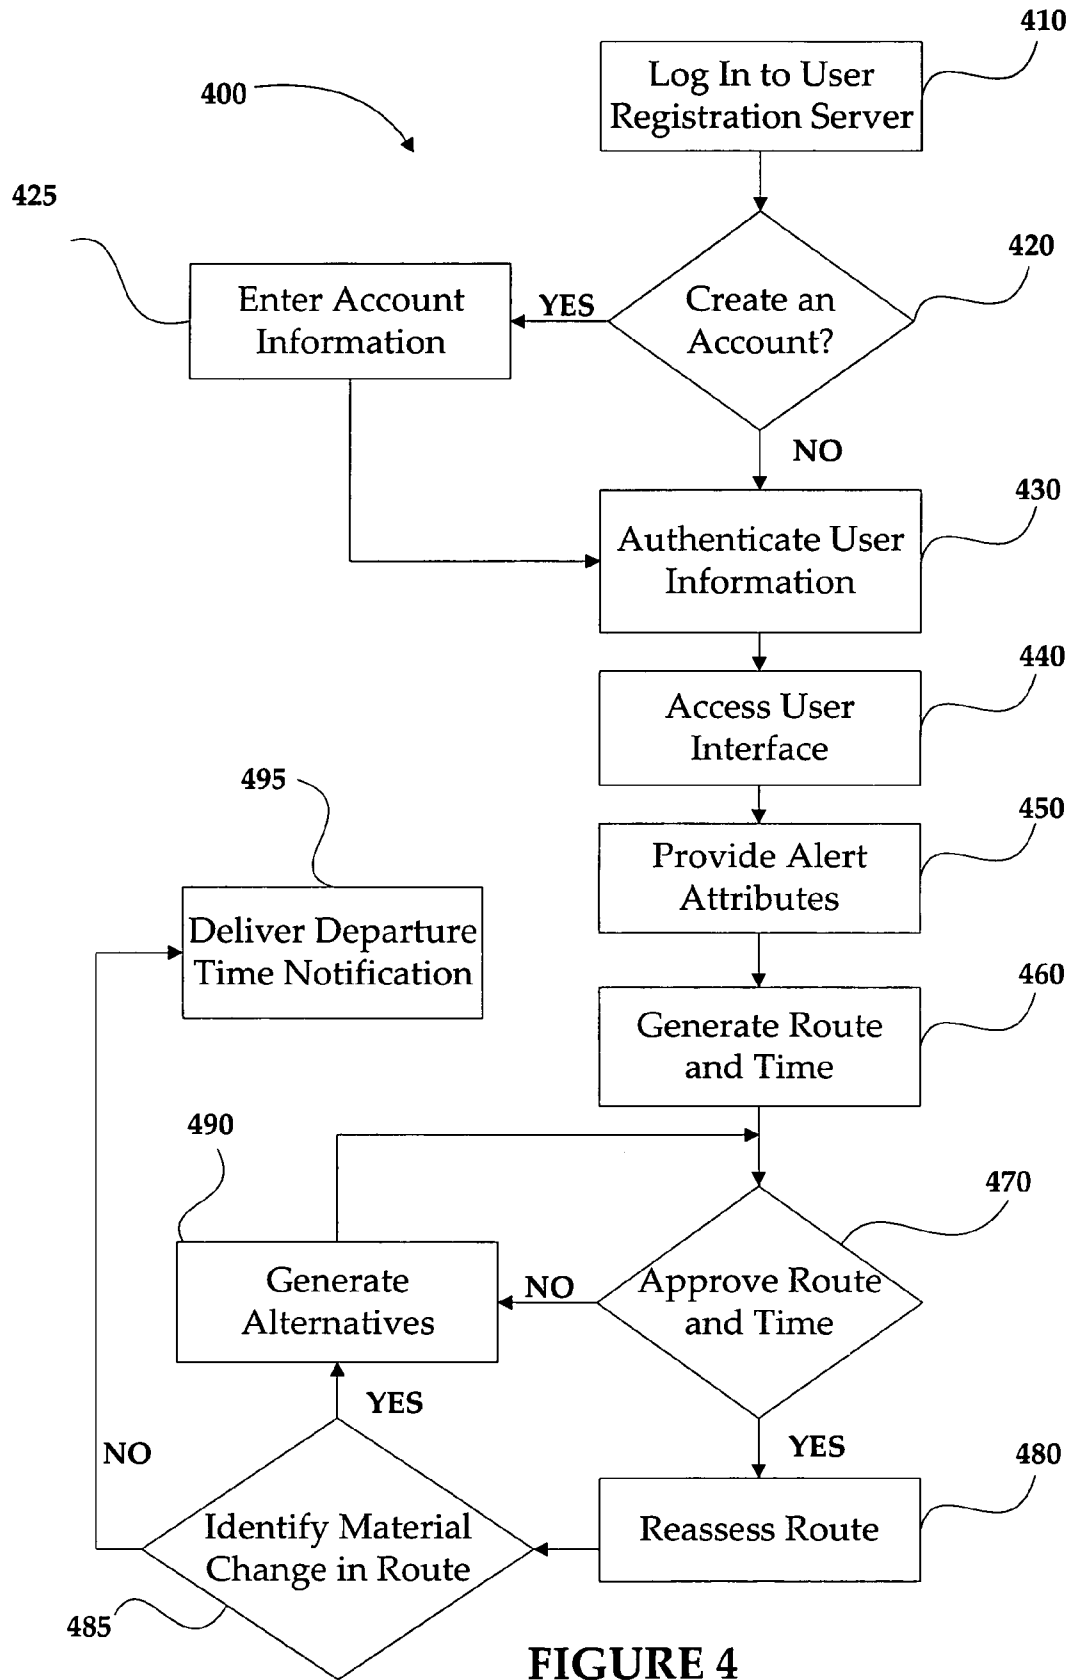 410
Log In to User
Registration Server
400
425
420
Enter Account
Information
YES
Create an
Account?
NO
430
Authenticate User
Information
440
Access User
Interface
495
450
Provide Alert
Attributes
Deliver Departure
Time Notification
460
Generate Route
and Time
490
470
Generate
Alternatives
NO
Approve Route
and Time
YES
NO
YES
480
Identify Material
Change in Route
Reassess Route
485
FIGURE 4